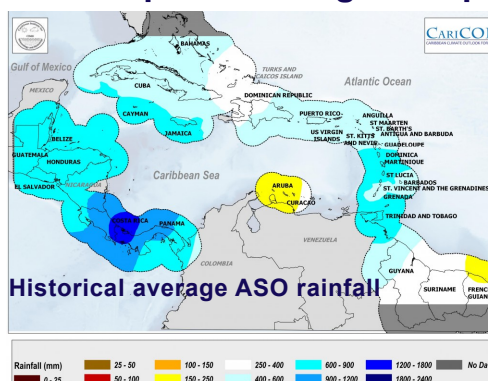 CARICOF
CARIBBEAN CLIMATE OUTLOOK FORUM
BAHAMAS
Gulf of Mexico
TURKS AND
CAICOS ISLAND
Atlantic Ocean
MEXICO
CUBA
DOMINICAN REPUBLIC
CAYMAN
PUERTO RICO
ANGUILLA
ST MAARTEN
ST. BARTH'S
JAMAICA
US VIRGIN
ISLANDS
ST. KITTS
AND NEVIS
ANTIGUA AND BARBUDA
BELIZE
GUADELOUPE
GUATEMALA
DOMINICA
HONDURAS
MARTINIQUE
Caribbean Sea
ST LUCIA
EL SALVADOR
NICARAGUA
ARUBA
BARBADOS
ST. VINCENT AND THE GRENADINES
CURACAO
GRENADA
COSTA RICA
PANAMA
TRINIDAD AND TOBAGO
VENEZUELA
COLOMBIA
GUYANA
SURINAME
FRENCH
GUIANA
Historical average ASO rainfall
Rainfall (mm)
25 - 50
100 - 150
250 - 400
600 - 900
1200 - 1800
No Da
0 - 25
50 - 100
150 - 250
400 - 600
900 - 1200
1800 - 2400